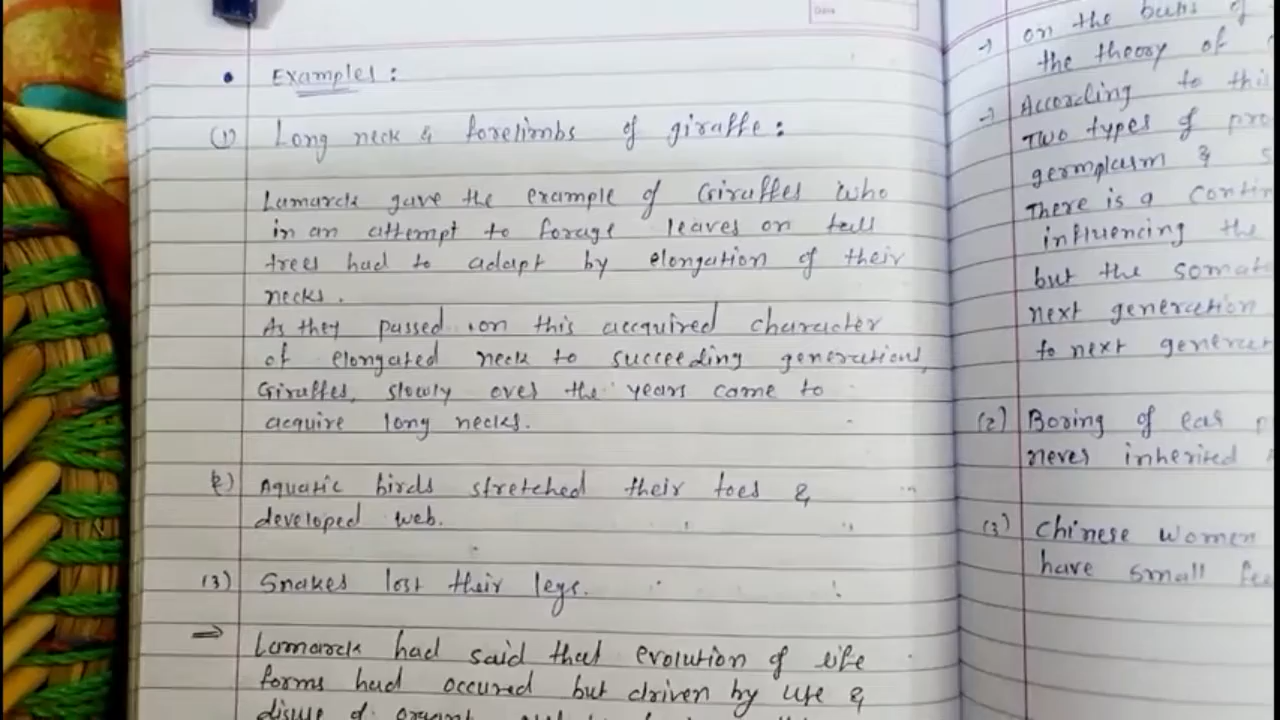 Date
• Examples:
(1) Long neck & forelimbs of giraffe:
Lamarck gave the example of Giraffes who
in an attempt to forage leaves on tall
trees had to adapt by elongation of their
necks.
As they passed on this accquired character
of elongated neck to succeeding generations,
Giraffes, slowly over the years came to
acquire long necks.
2) Aquatic birds stretched their toes &
developed web.
(3) Snakes lost their legs.
⇒ Lamarck had said that evolution of life
forms had occured but driven by use &
disuse of organs
→ on the basis of
the theory of
→ According to this
Two types of
germplasm &
There is a
influencing the
but the
next generation
to next
(2) Boring of ear
never inherited
(3) Chinese women
have small